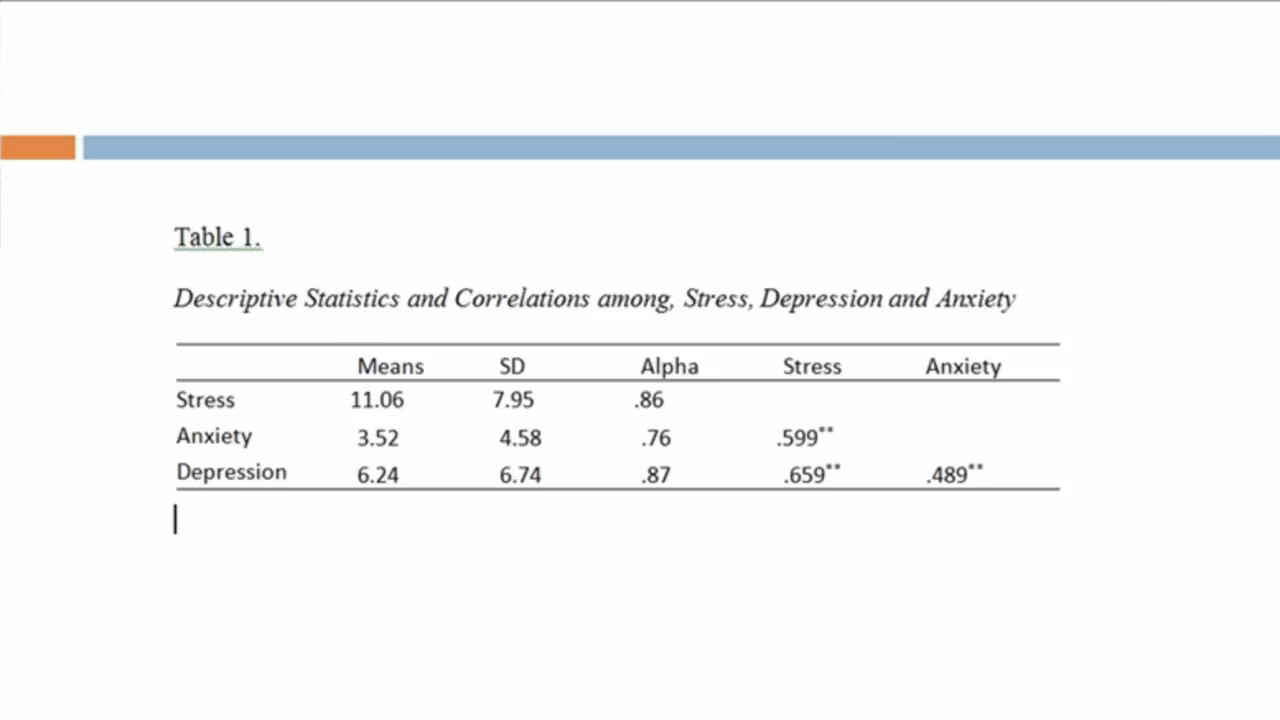 Table 1.
Descriptive Statistics and Correlations among, Stress, Depression and Anxiety
Means SD Alpha Stress Anxiety
Stress 11.06 7.95 .86
Anxiety 3.52 4.58 .76 .599**
Depression 6.24 6.74 .87 .659** .489**